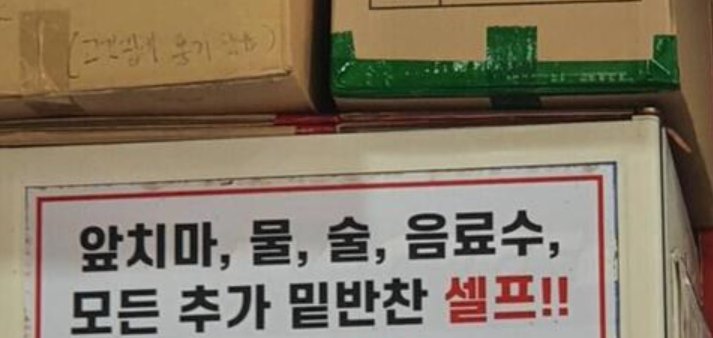 앞치마, 물, 술, 음료수,
모든 추가 밑반찬 셀프!!